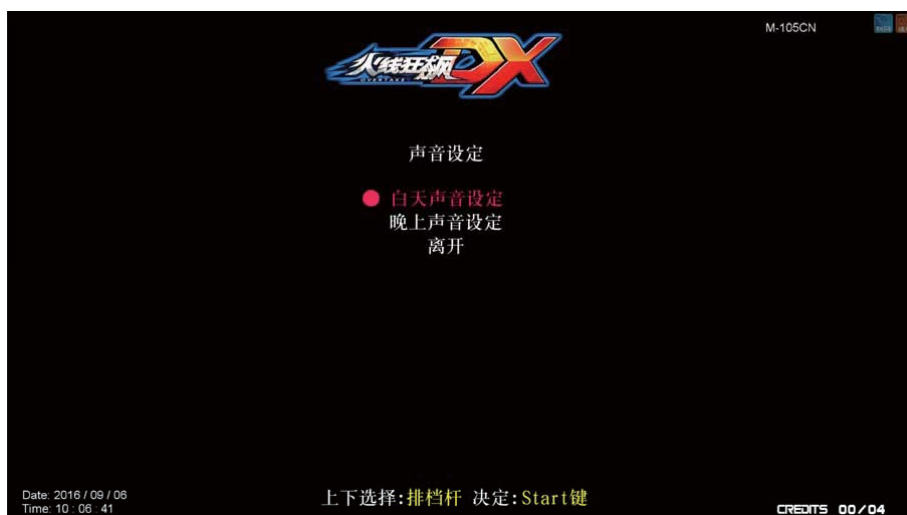 M-105CN
火线狂飙DX
OVERTAKE
声音设定
白天声音设定
晚上声音设定
离开
Date: 2016 / 09 / 06
Time: 10 : 06 : 41
上下选择:排档杆 决定:Start键
CREDITS 00/04